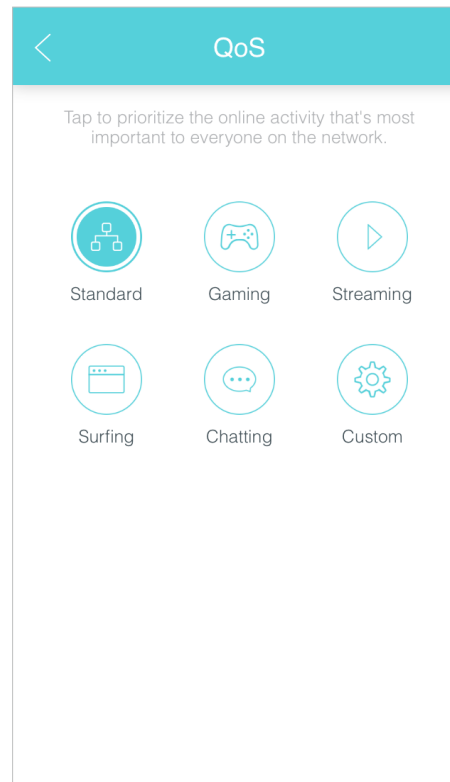 QoS
Tap to prioritize the online activity that's most
important to everyone on the network.
Standard
Gaming
Streaming
Surfing
Chatting
Custom